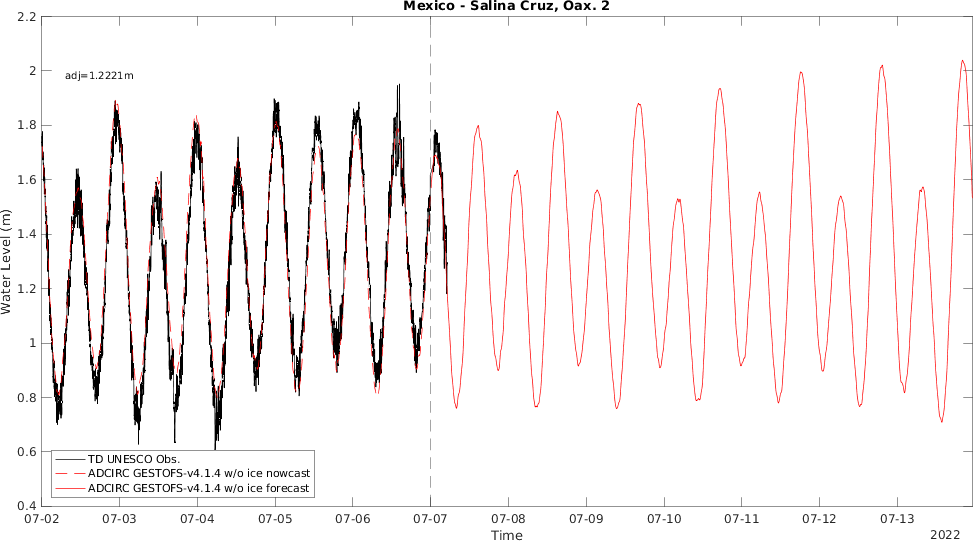 Mexico - Salina Cruz, Oax. 2
2.2
2
1.8
1.6
1.4
1.2
1
0.8
0.6
0.4
Water Level (m)
adj=1.2221m
TD UNESCO Obs.
ADCIRC GESTOFS-v4.1.4 w/o ice nowcast
ADCIRC GESTOFS-v4.1.4 w/o ice forecast
07-02 07-03 07-04 07-05 07-06 07-07 07-08 07-09 07-10 07-11 07-12 07-13
Time
2022